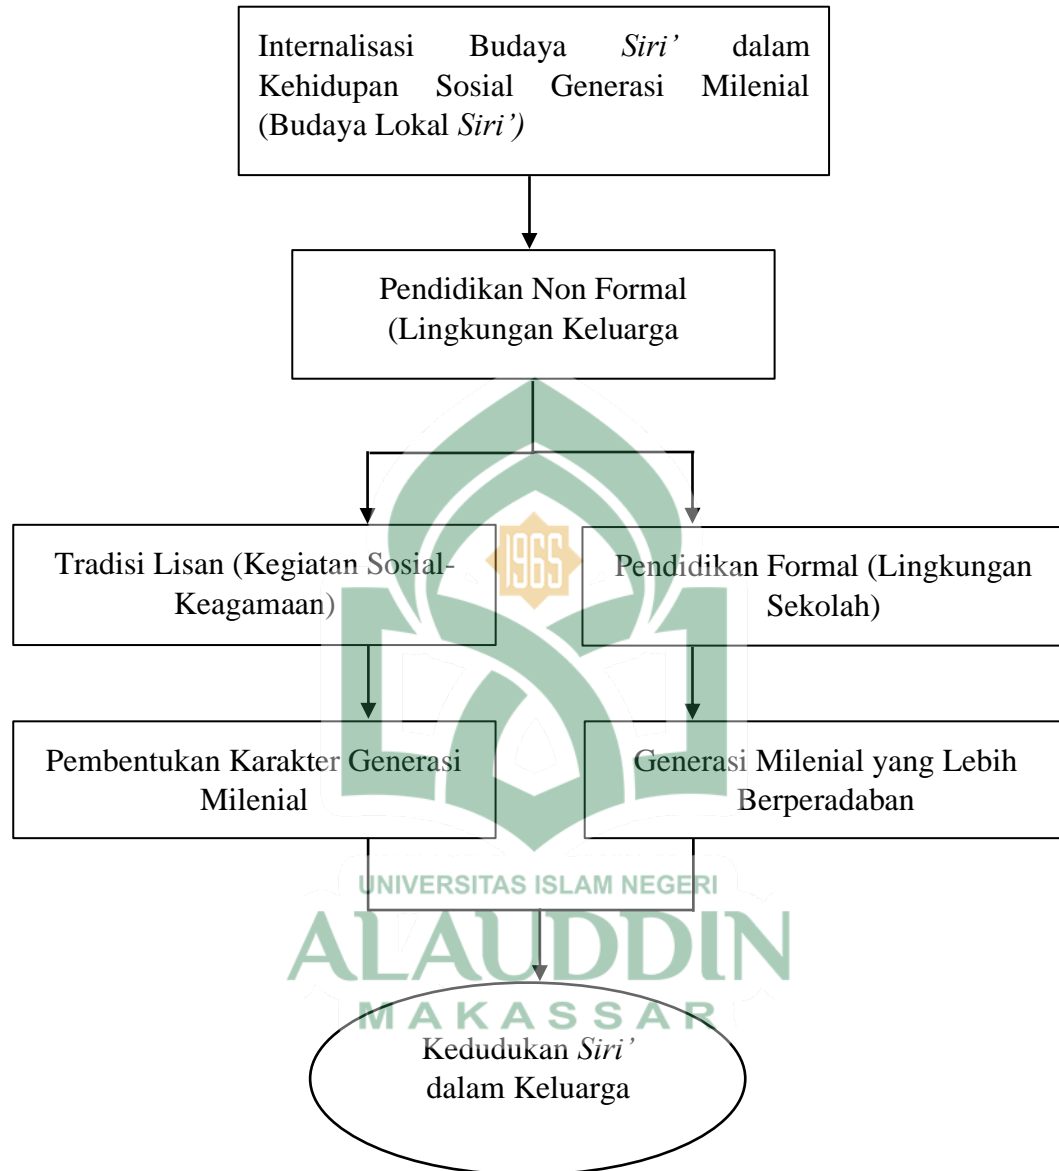 Internalisasi Budaya Siri’ dalam
Kehidupan Sosial Generasi Milenial
(Budaya Lokal Siri’)
Pendidikan Non Formal
(Lingkungan Keluarga
1965
Tradisi Lisan (Kegiatan Sosial-
Keagamaan)
Pendidikan Formal (Lingkungan
Sekolah)
Pembentukan Karakter Generasi
Milenial
Generasi Milenial yang Lebih
Berperadaban
UNIVERSITAS ISLAM NEGERI
ALAUDDIN
MAKASSAR
Kedudukan Siri’
dalam Keluarga